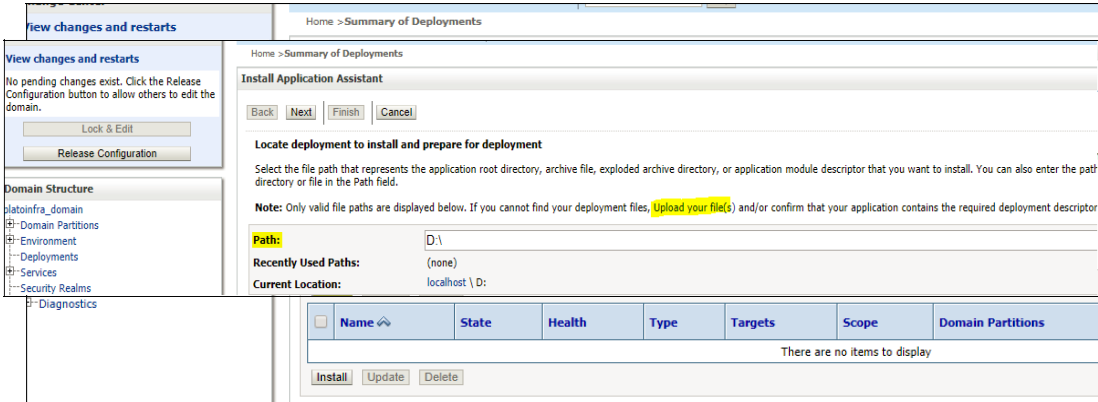 Change Center
View changes and restarts
Home >Summary of Deployments
View changes and restarts
No pending changes exist. Click the Release
Configuration button to allow others to edit the
domain.
Lock & Edit
Release Configuration
Domain Structure
platoinfra_domain
Domain Partitions
Environment
Deployments
Services
Security Realms
Diagnostics
Home >Summary of Deployments
Install Application Assistant
Back Next Finish Cancel
Locate deployment to install and prepare for deployment
Select the file path that represents the application root directory, archive file, exploded archive directory, or application module descriptor that you want to install. You can also enter the path
directory or file in the Path field.
Note: Only valid file paths are displayed below. If you cannot find your deployment files, Upload your file(s) and/or confirm that your application contains the required deployment descriptor
Path: D:\
Recently Used Paths: (none)
Current Location: localhost \ D:
Name State Health Type Targets Scope Domain Partitions
There are no items to display
Install Update Delete